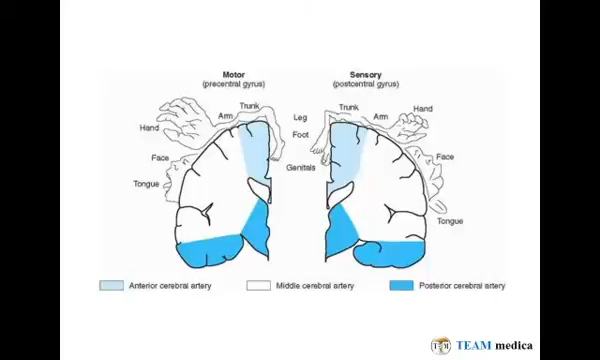 Motor
(precentral gyrus)
Sensory
(postcentral gyrus)
Trunk
Arm
Hand
Face
Tongue
Leg
Foot
Genitals
Trunk
Arm
Hand
Face
Tongue
Anterior cerebral artery
Middle cerebral artery
Posterior cerebral artery
TEAM medica